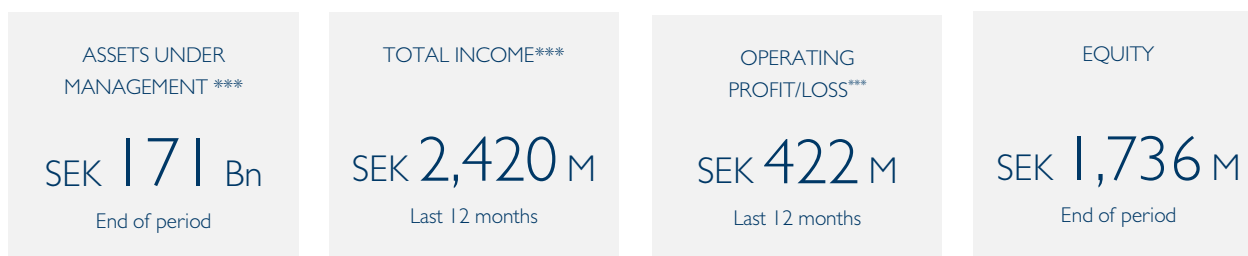 ASSETS UNDER
MANAGEMENT ***
SEK 171 Bn
End of period
TOTAL INCOME***
SEK 2,420 M
Last 12 months
OPERATING
PROFIT/LOSS***
SEK 422 M
Last 12 months
EQUITY
SEK 1,736 M
End of period